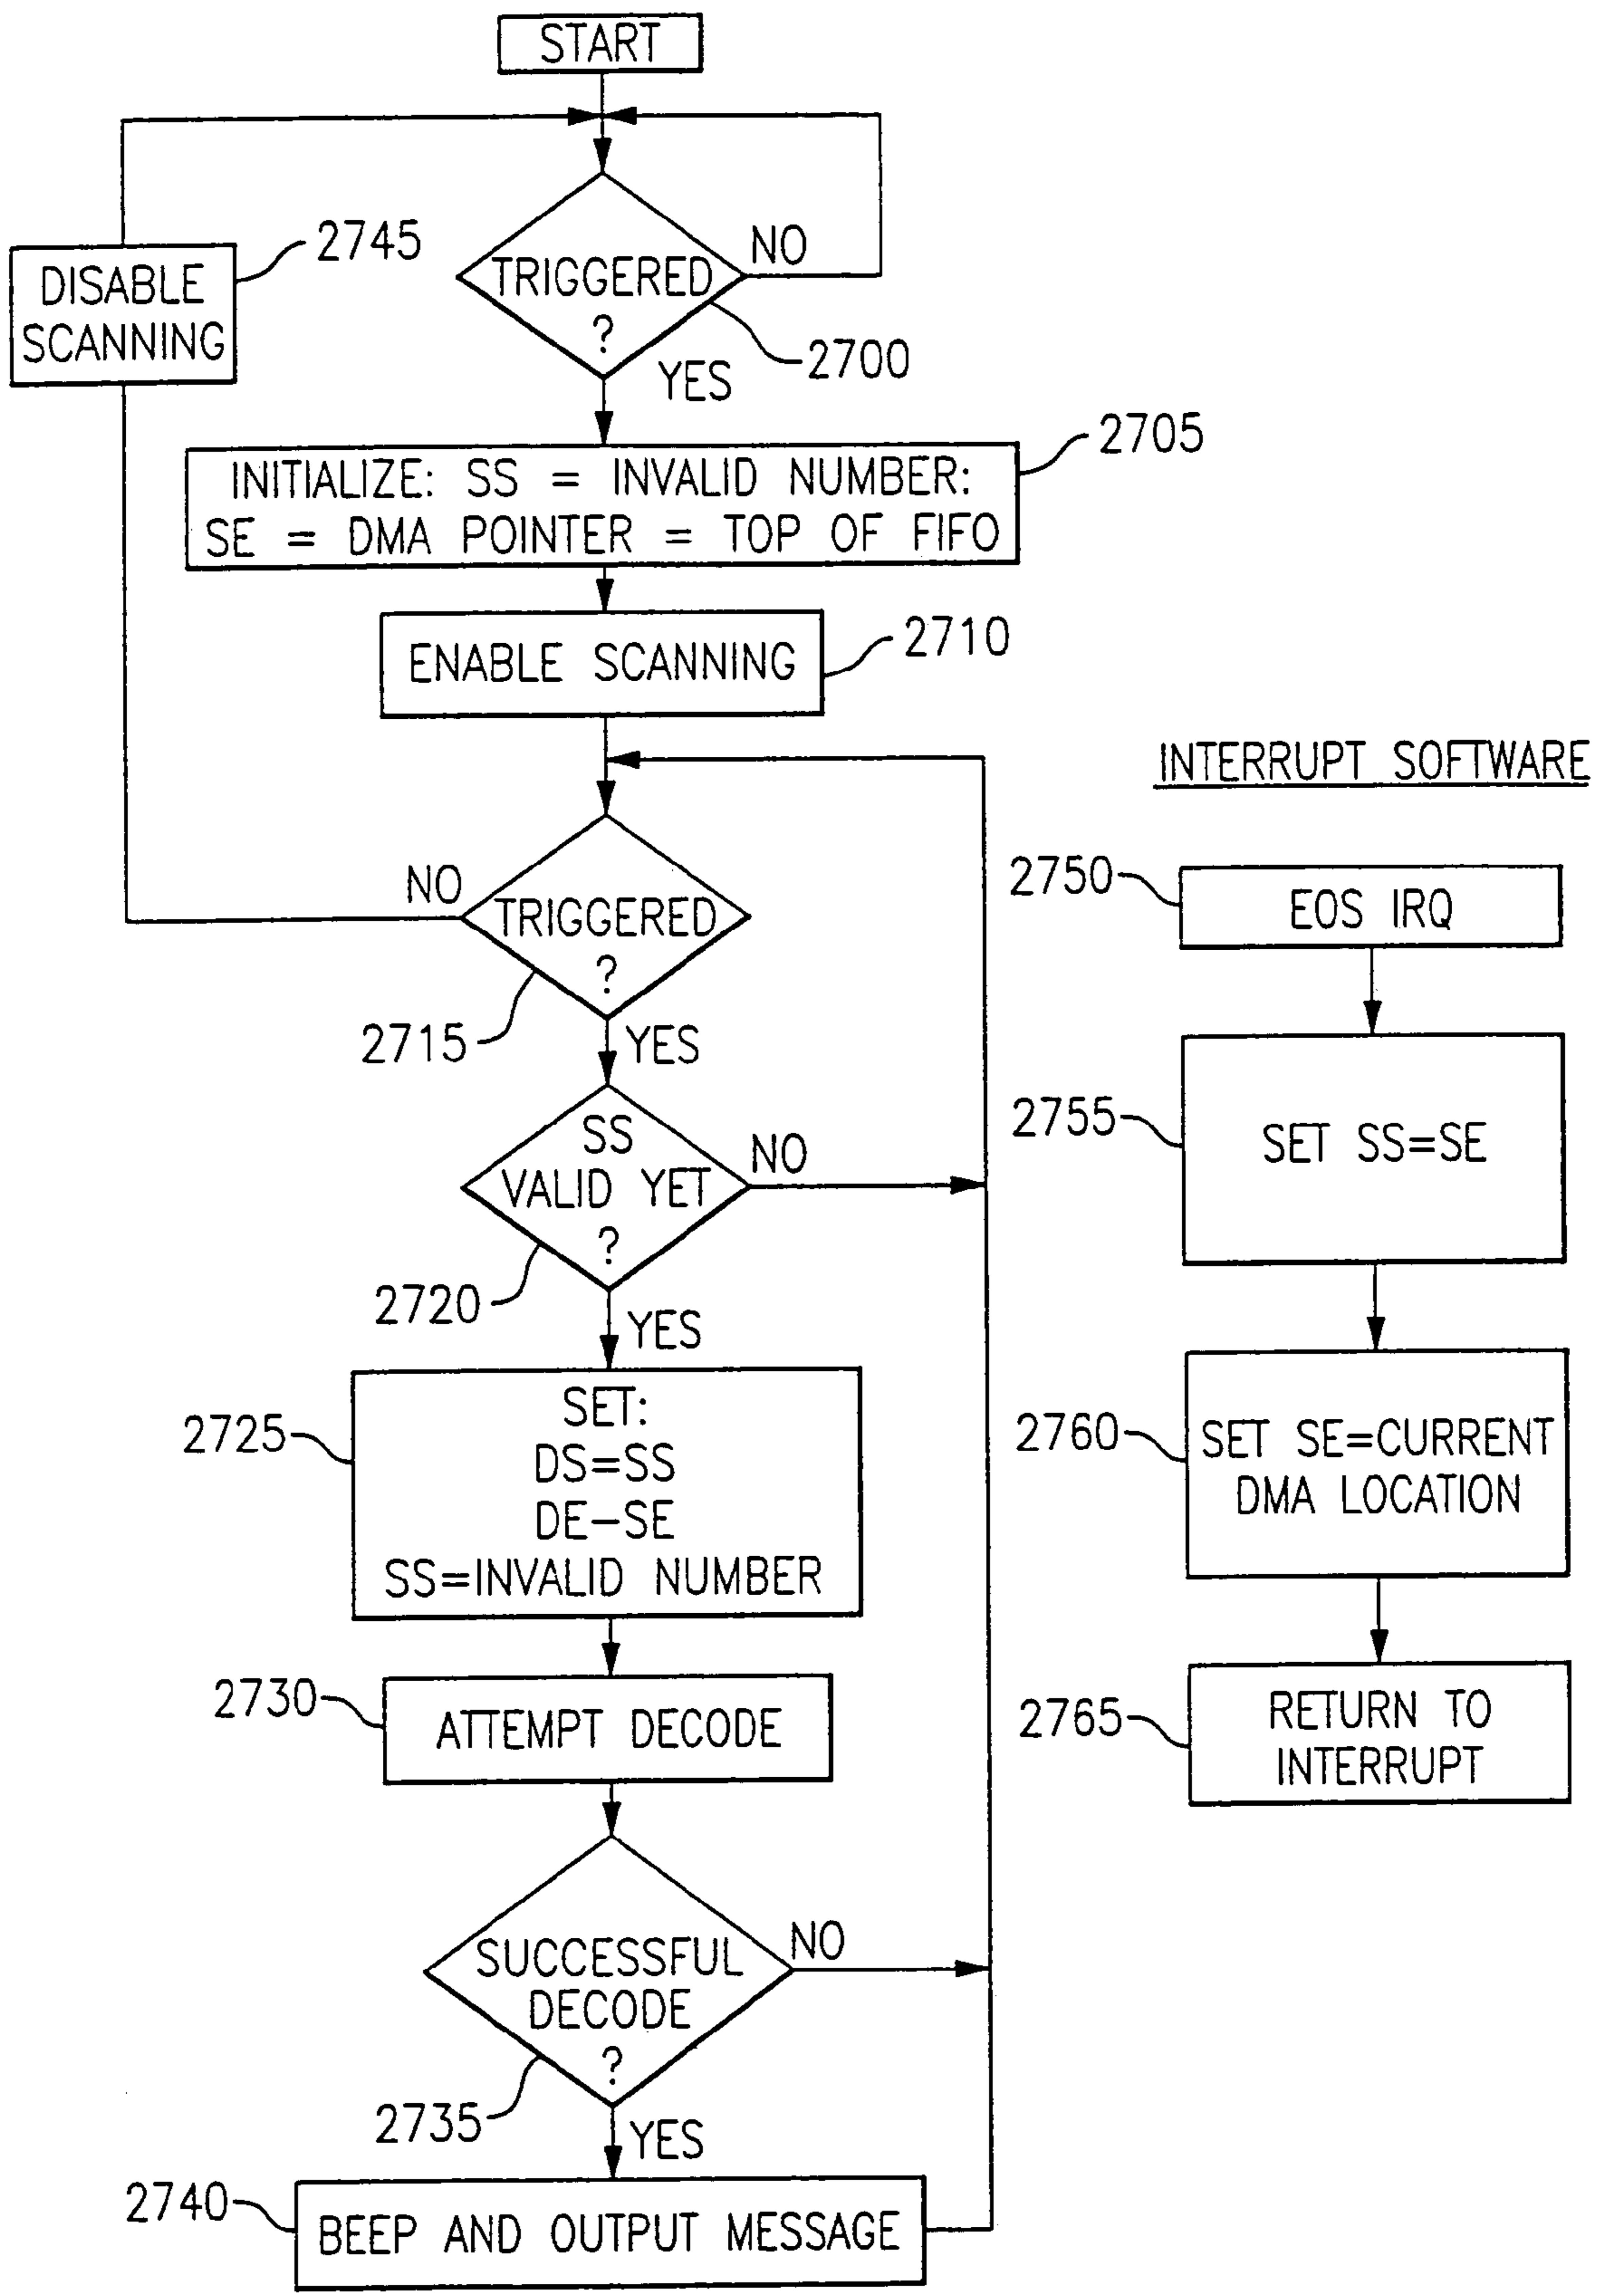 START
NO
2745
DISABLE
SCANNING
TRIGGERED
?
2700
YES
2705
INITIALIZE: SS = INVALID NUMBER:
SE = DMA POINTER = TOP OF FIFO
2710
ENABLE SCANNING
NO
TRIGGERED
?
2715
YES
SS
VALID YET
?
NO
2720
YES
2725
SET:
DS=SS
DE-SE
SS=INVALID NUMBER
2730
ATTEMPT DECODE
NO
SUCCESSFUL
DECODE
?
2735
YES
2740
BEEP AND OUTPUT MESSAGE
INTERRUPT SOFTWARE
2750
EOS IRQ
2755
SET SS=SE
2760
SET SE=CURRENT
DMA LOCATION
2765
RETURN TO
INTERRUPT